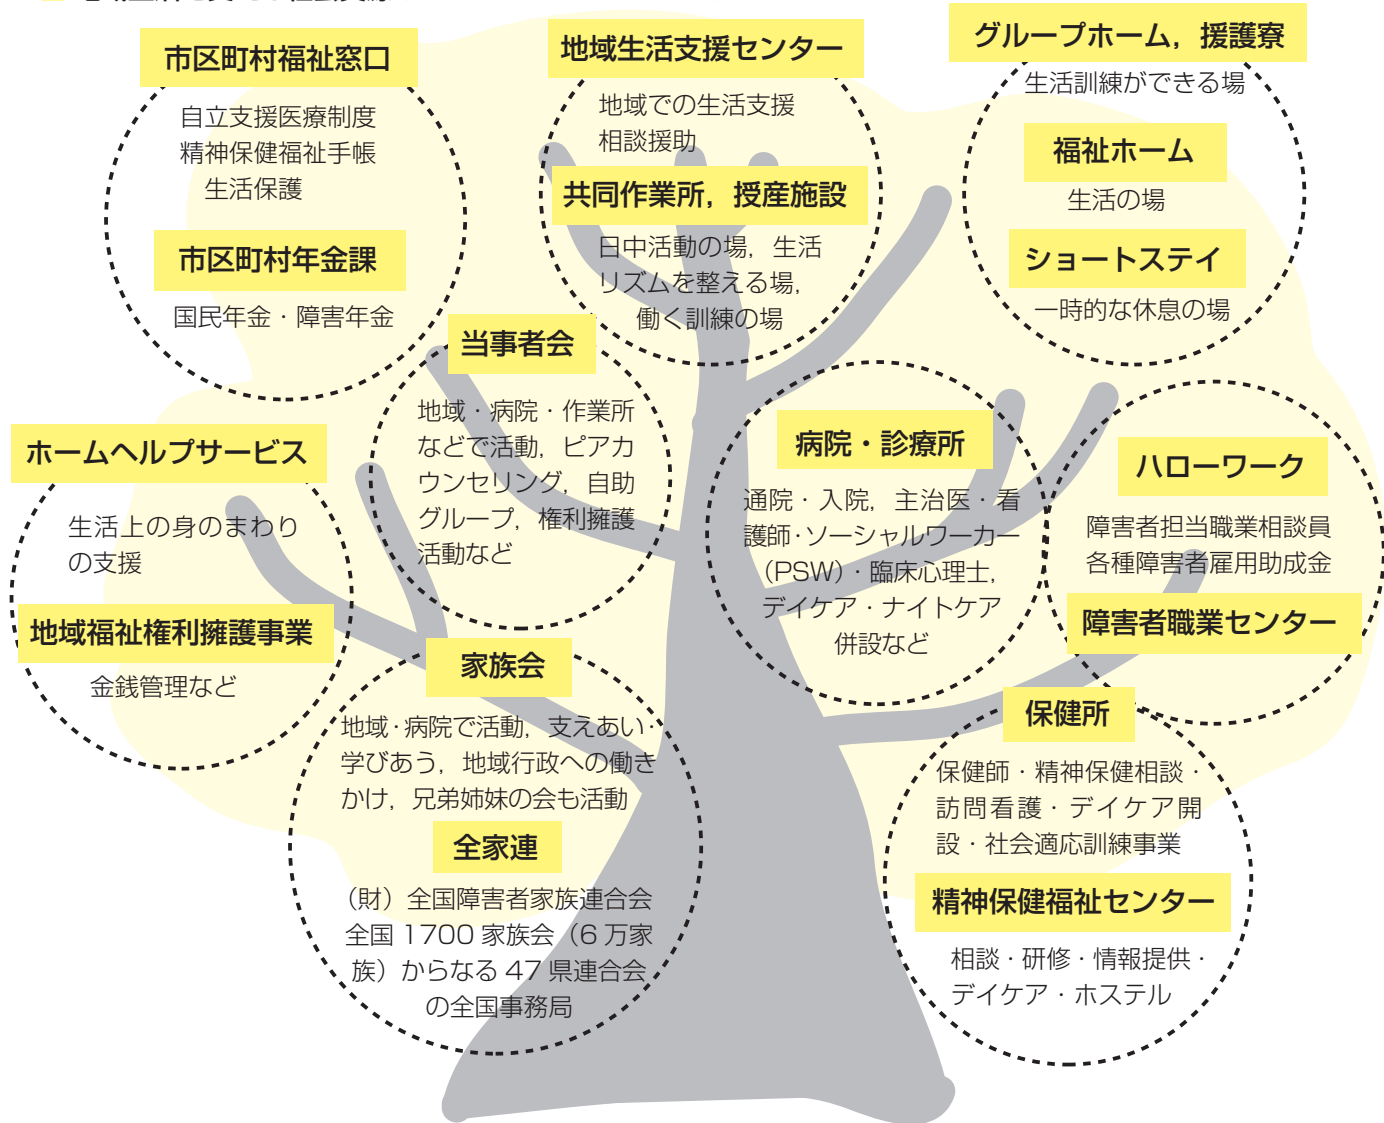 市区町村福祉窓口
自立支援医療制度
精神保健福祉手帳
生活保護
市区町村年金課
国民年金・障害年金
地域生活支援センター
地域での生活支援
相談援助
共同作業所，授産施設
日中活動の場，生活
リズムを整える場，
働く訓練の場
グループホーム，援護寮
生活訓練ができる場
福祉ホーム
生活の場
ショートステイ
一時的な休息の場
当事者会
地域・病院・作業所
などで活動，ピアカ
ウンセリング，自助
グループ，権利擁護
活動など
ホームヘルプサービス
生活上の身のまわり
の支援
地域福祉権利擁護事業
金銭管理など
病院・診療所
通院・入院，主治医・看
護師・ソーシャルワーカー
（PSW）・臨床心理士，
デイケア・ナイトケア
併設など
ハローワーク
障害者担当職業相談員
各種障害者雇用助成金
障害者職業センター
家族会
地域・病院で活動，支えあい・
学びあう，地域行政への働き
かけ，兄弟姉妹の会も活動
全家連
（財）全国障害者家族連合会
全国 1700 家族会（6 万家
族）からなる 47 県連合会
の全国事務局
保健所
保健師・精神保健相談・
訪問看護・デイケア開
設・社会適応訓練事業
精神保健福祉センター
相談・研修・情報提供・
デイケア・ホステル